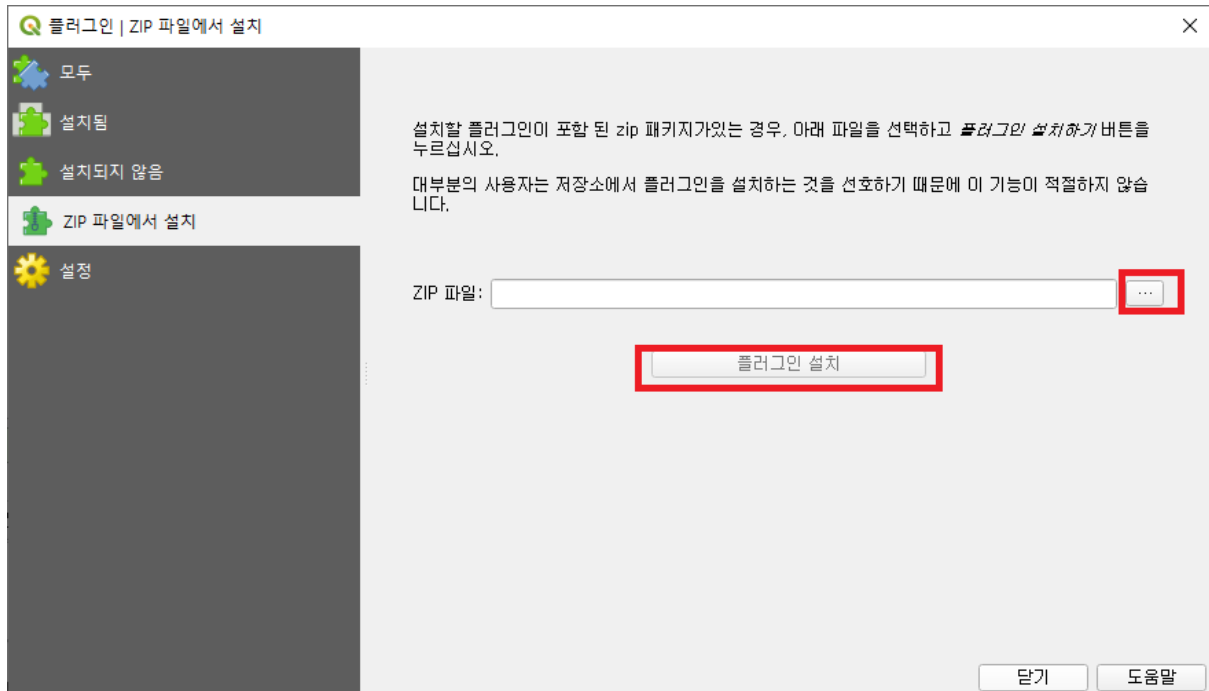 플러그인 | ZIP 파일에서 설치
모두
설치됨
설치되지 않음
ZIP 파일에서 설치
설정
설치할 플러그인이 포함 된 zip 패키지가있는 경우, 아래 파일을 선택하고 플러그인 설치하기 버튼을
누르십시오.
대부분의 사용자는 저장소에서 플러그인을 설치하는 것을 선호하기 때문에 이 기능이 적절하지 않습
니다.
ZIP 파일:
...
플러그인 설치
닫기
도움말